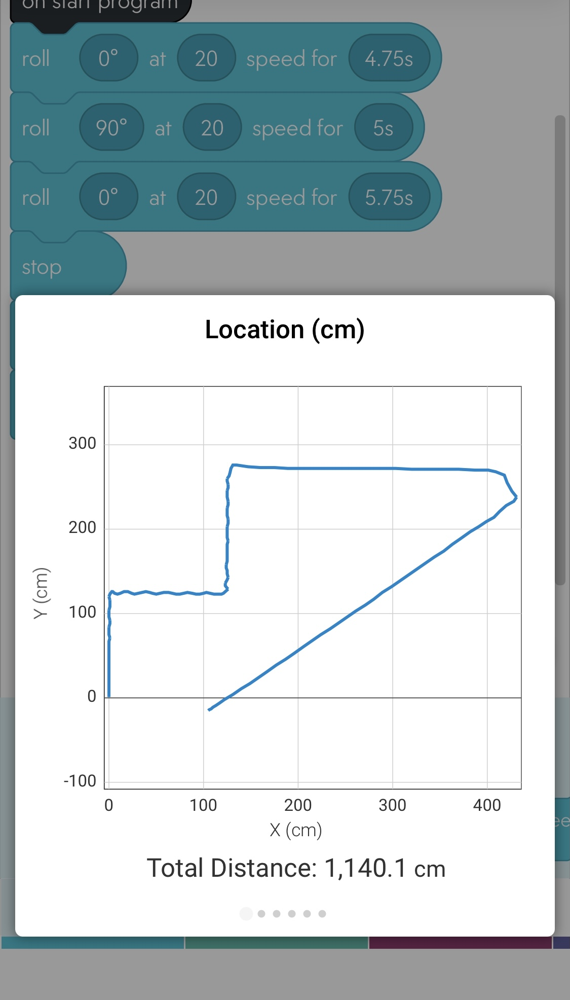 on start program
roll 0° at 20 speed for 4.75s
roll 90° at 20 speed for 5s
roll 0° at 20 speed for 5.75s
stop
Location (cm)
300
200
100
0
-100
Y (cm)
0 100 200 300 400
X (cm)
Total Distance: 1,140.1 cm